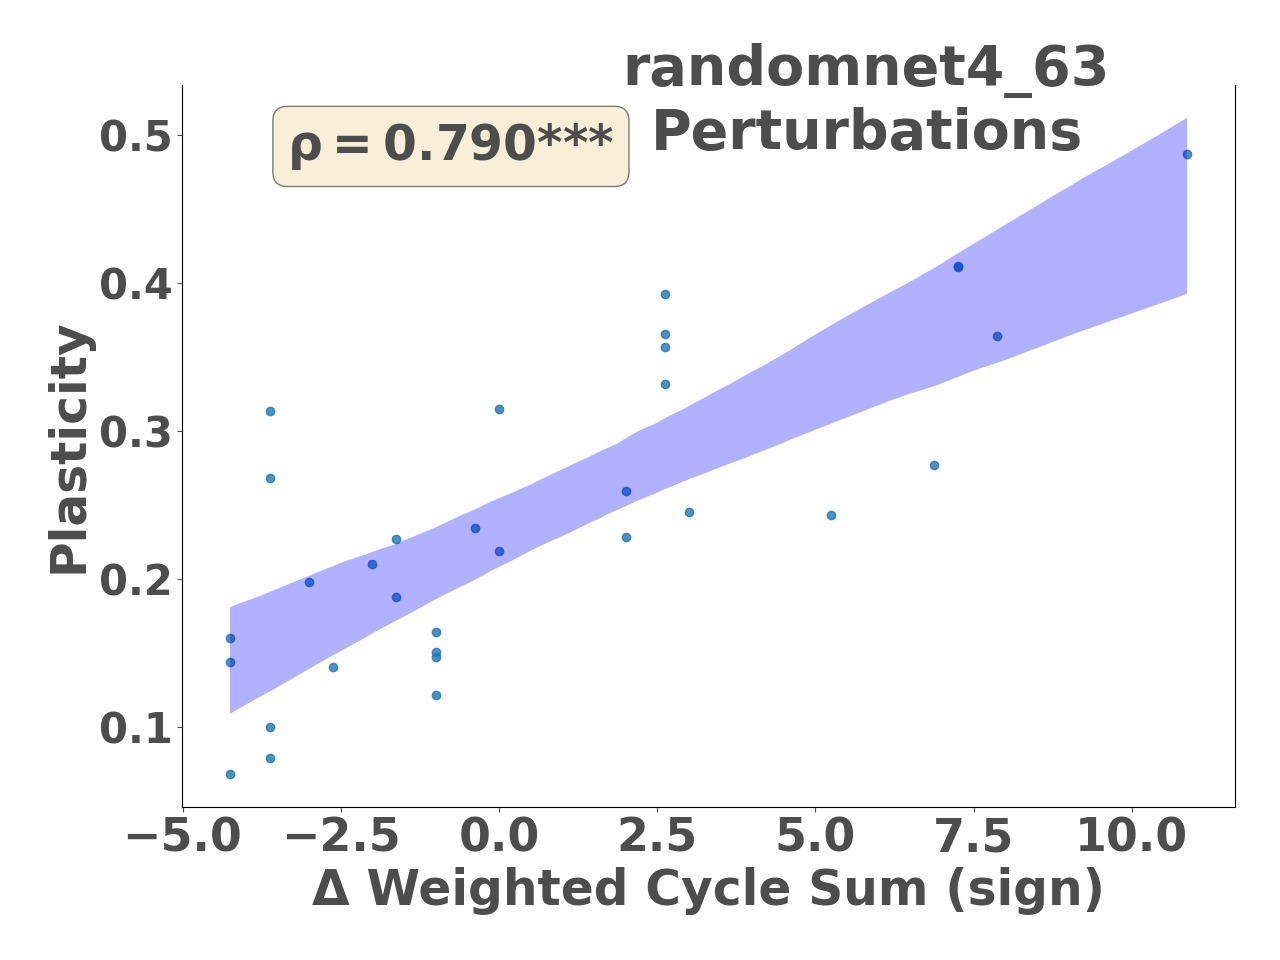 randomnet4_63
Perturbations
ρ = 0.790***
0.5
0.4
0.3
0.2
0.1
Plasticity
−5.0 −2.5 0.0 2.5 5.0 7.5 10.0
Δ Weighted Cycle Sum (sign)